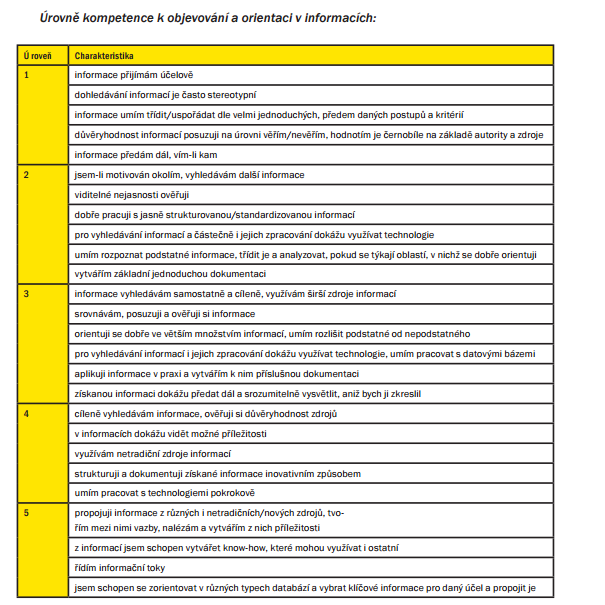 Úrovně kompetence k objevování a orientaci v informacích:
Ú roveň Charakteristika
1 informace přijímám účelově
dohledávání informací je často stereotypní
informace umím třídit/uspořádat dle velmi jednoduchých, předem daných postupů a kritérií
důvěryhodnost informací posuzuji na úrovni věřím/nevěřím, hodnotím je černobíle na základě autority a zdroje
informace předám dál, vím-li kam
2 jsem-li motivován okolím, vyhledávám další informace
viditelné nejasnosti ověřuji
dobře pracuji s jasně strukturovanou/standardizovanou informací
pro vyhledávání informací a částečně i jejich zpracování dokážu využívat technologie
umím rozpoznat podstatné informace, třídit je a analyzovat, pokud se týkají oblastí, v nichž se dobře orientuji
vytvářím základní jednoduchou dokumentaci
3 informace vyhledávám samostatně a cíleně, využívám širší zdroje informací
srovnávám, posuzuji a ověřuji si informace
orientuji se dobře ve větším množstvím informací, umím rozlišit podstatné od nepodstatného
pro vyhledávání informací i jejich zpracování dokážu využívat technologie, umím pracovat s datovými bázemi
aplikuji informace v praxi a vytvářím k nim příslušnou dokumentaci
získanou informaci dokážu předat dál a srozumitelně vysvětlit, aniž bych ji zkreslil
4 cíleně vyhledávám informace, ověřuji si důvěryhodnost zdrojů
v informacích dokážu vidět možné příležitosti
využívám netradiční zdroje informací
strukturuji a dokumentuji získané informace inovativním způsobem
umím pracovat s technologiemi pokrokově
5 propojuji informace z různých i netradičních/nových zdrojů, tvo-
řím mezi nimi vazby, nalézám a vytvářím z nich příležitosti
z informací jsem schopen vytvářet know-how, které mohou využívat i ostatní
řídím informační toky
jsem schopen se zorientovat v různých typech databází a vybrat klíčové informace pro daný účel a propojit je